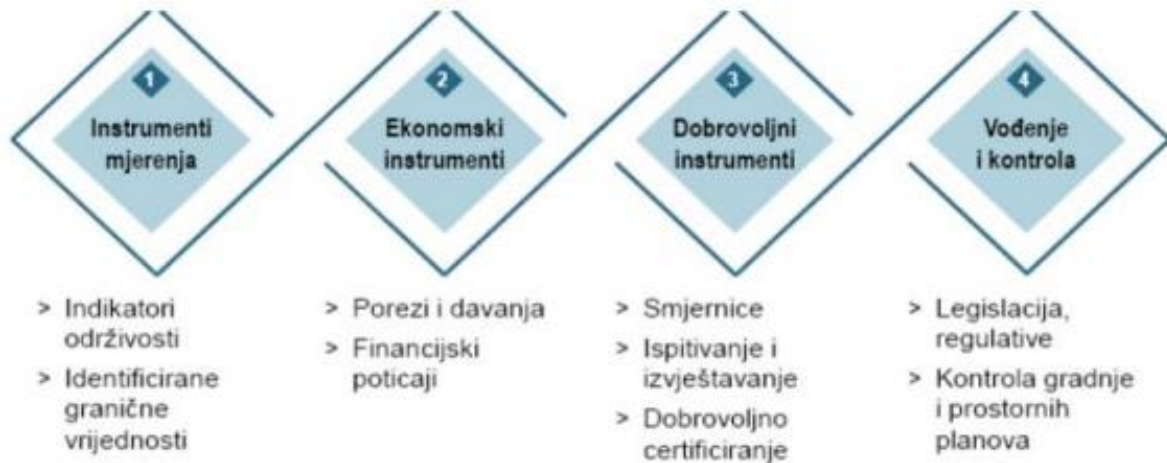 1
Instrumenti
mjerenja
> Indikatori
održivosti
> Identificirane
granične
vrijednosti
2
Ekonomski
instrumenti
> Porezi i davanja
> Financijski
poticaji
3
Dobrovoljni
instrumenti
> Smjernice
> Ispitivanje i
izvještavanje
> Dobrovoljno
certificiranje
4
Vođenje
i kontrola
> Legislacija,
regulative
> Kontrola gradnje
i prostornih
planova